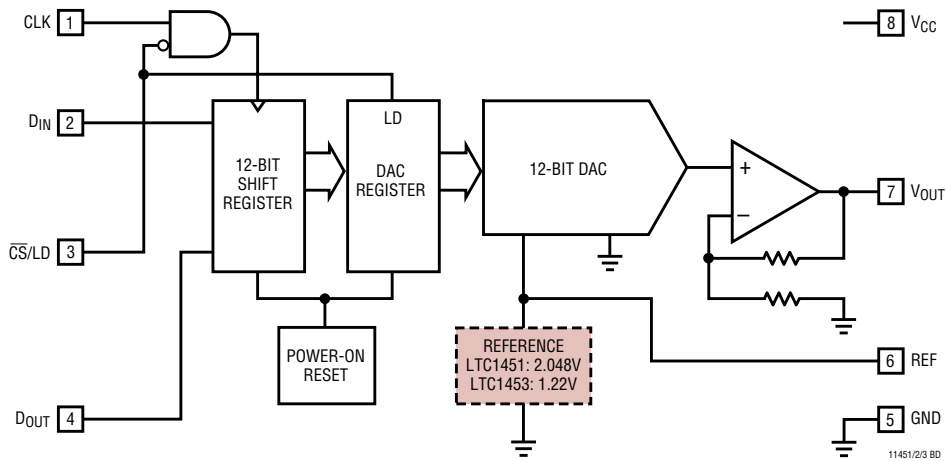 CLK 1
8 VCC
LD
DIN 2
12-BIT
SHIFT
REGISTER
DAC
REGISTER
12-BIT DAC
+
−
7 VOUT
C̅S̅/LD 3
POWER-ON
RESET
REFERENCE
LTC1451: 2.048V
LTC1453: 1.22V
6 REF
DOUT 4
5 GND
11451/2/3 BD